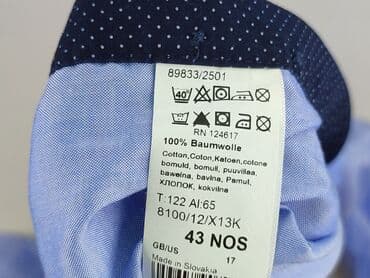 89833/2501
40
RN 124617
100% Baumwolle
Cotton,Coton,Katoen,cotone
bomuld, bomull, puuvillaa,
bawełna, bavlna, Pamut,
ХЛОПОК, kokvilna
T:122 AI:65
8100/12/X13K
43 NOS
GB/US 17
Made in Slovakia